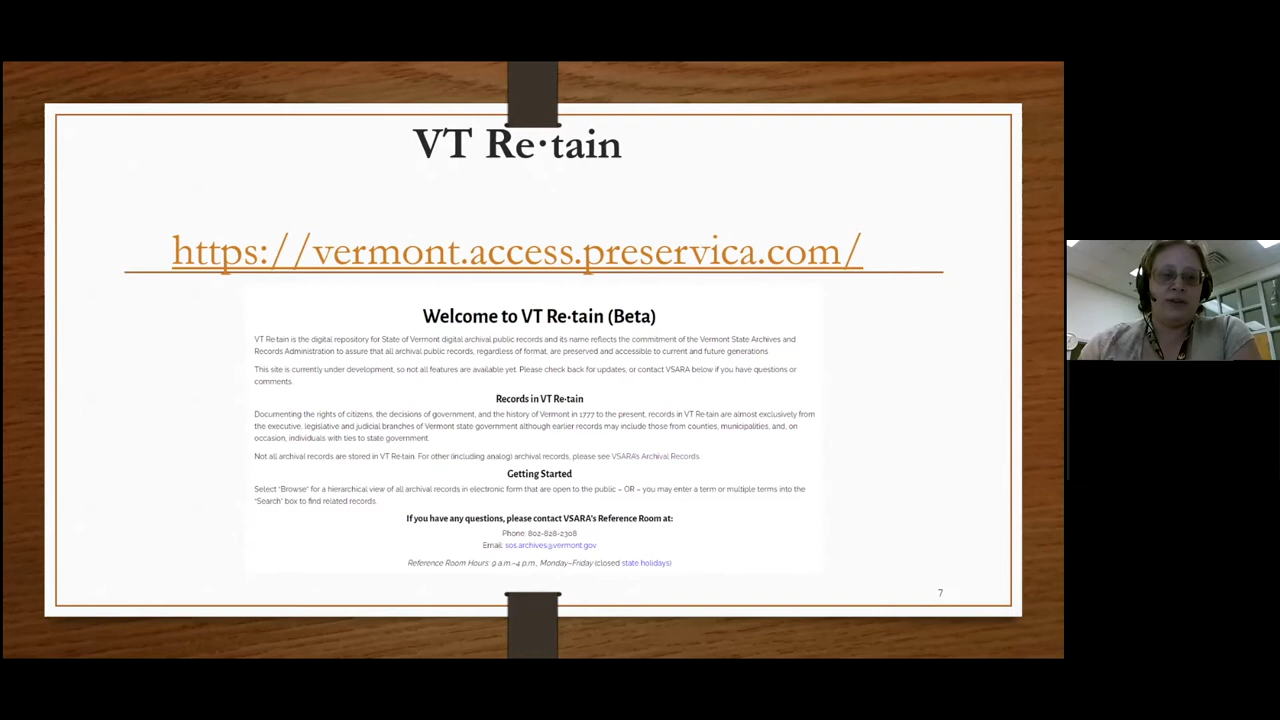 VT Re·tain
https://vermont.access.preservica.com/
Welcome to VT Re·tain (Beta)
VT Re·tain is the digital repository for State of Vermont digital archival public records and its name reflects the commitment of the Vermont State Archives and
Records Administration to assure that all archival public records, regardless of format, are preserved and accessible to current and future generations.
This site is currently under development, so not all features are available yet. Please check back for updates, or contact VSARA below if you have questions or
comments.
Records in VT Re·tain
Documenting the rights of citizens, the decisions of government, and the history of Vermont in 1777 to the present, records in VT Re·tain are almost exclusively from
the executive, legislative and judicial branches of Vermont state government although earlier records may include those from counties, municipalities, and, on
occasion, individuals with ties to state government.
Not all archival records are stored in VT Re·tain. For other (including analog) archival records, please see VSARA's Archival Records.
Getting Started
Select "Browse" for a hierarchical view of all archival records in electronic form that are open to the public – OR – you may enter a term or multiple terms into the
"Search" box to find related records.
If you have any questions, please contact VSARA's Reference Room at:
Phone: 802-828-2308
Email: sos.archives@vermont.gov
Reference Room Hours: 9 a.m.–4 p.m., Monday–Friday (closed state holidays)
7